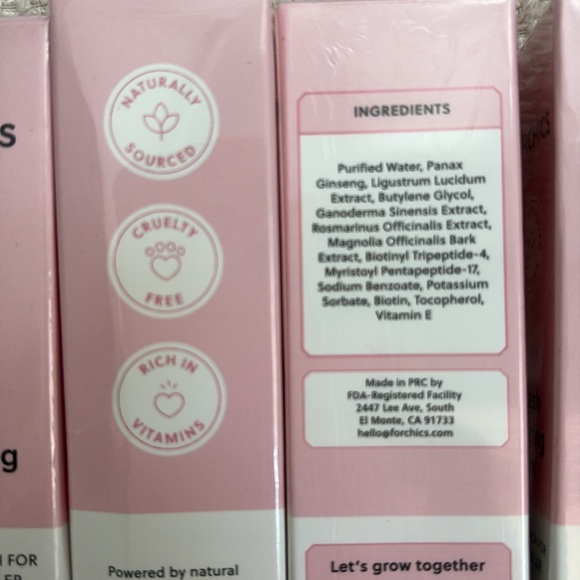 S
g
FOR
ER
NATURALLY
SOURCED
CRUELTY
FREE
RICH IN
VITAMINS
Powered by natural
INGREDIENTS
Purified Water, Panax
Ginseng, Ligustrum Lucidum
Extract, Butylene Glycol,
Ganoderma Sinensis Extract,
Rosmarinus Officinalis Extract,
Magnolia Officinalis Bark
Extract, Biotinyl Tripeptide-4,
Myristoyl Pentapeptide-17,
Sodium Benzoate, Potassium
Sorbate, Biotin, Tocopherol,
Vitamin E
Made in PRC by
FDA-Registered Facility
2447 Lee Ave, South
El Monte, CA 91733
hello@forchics.com
Let's grow together